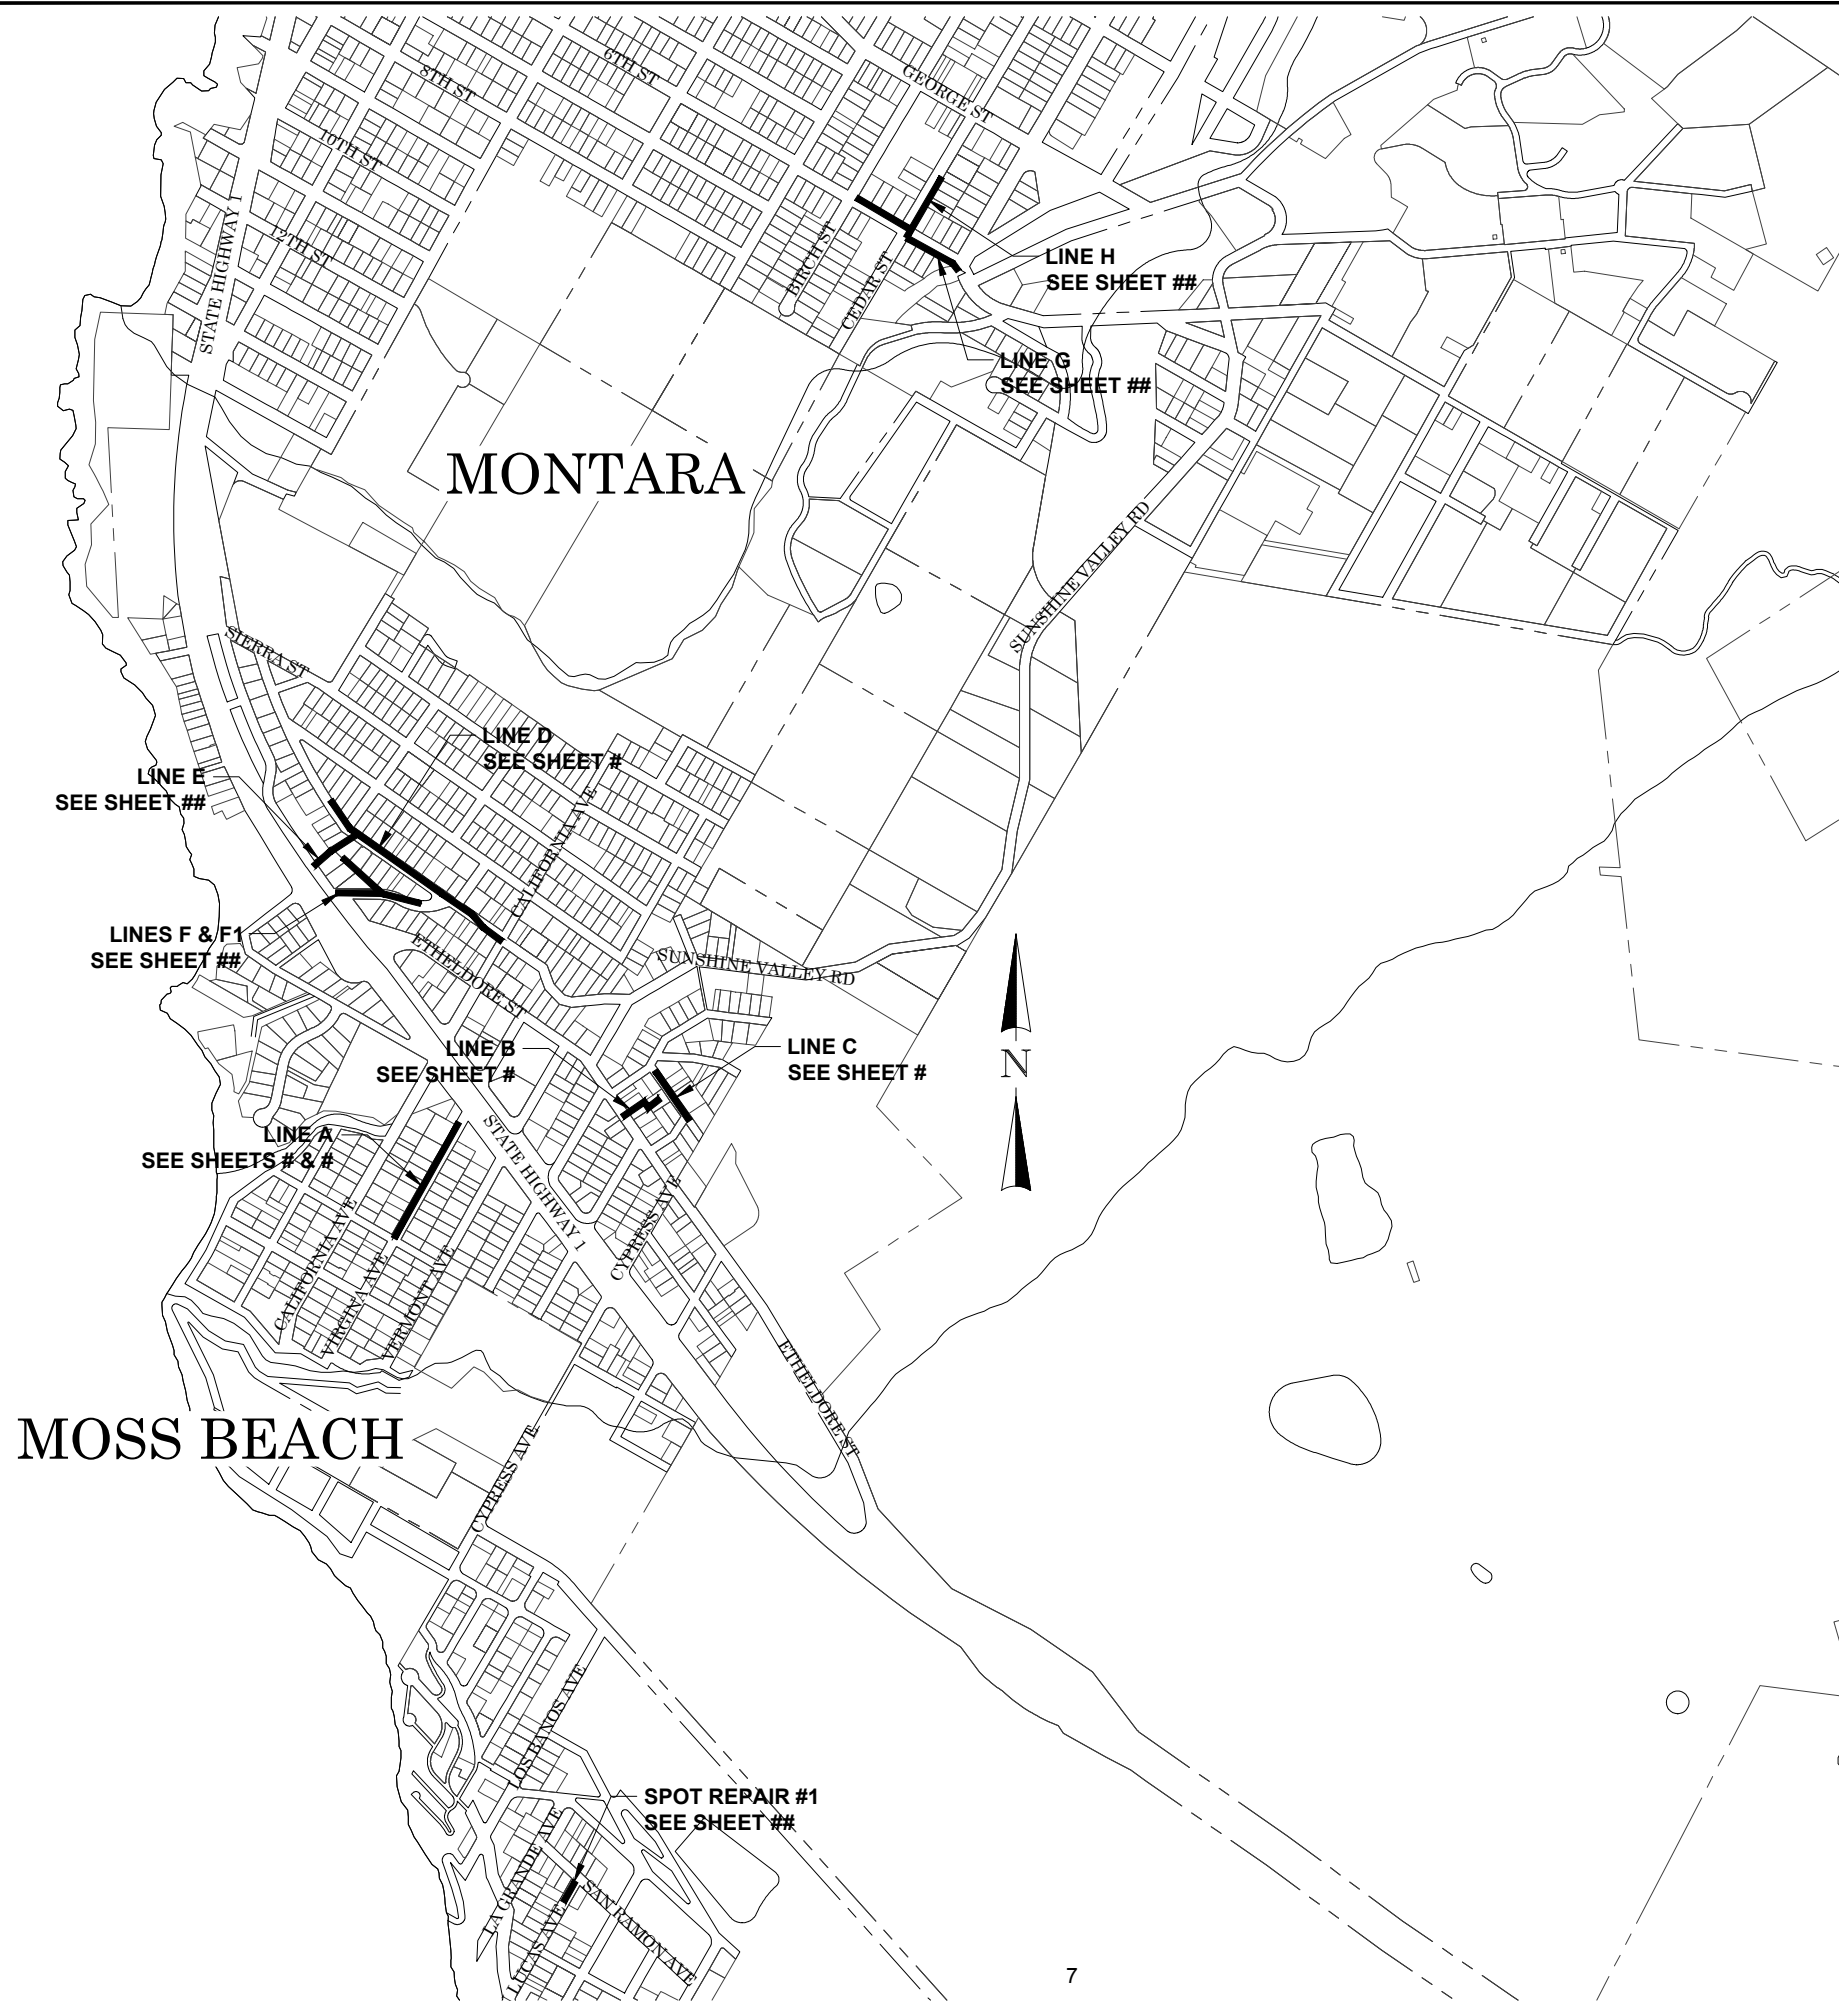 6TH ST
8TH ST
GEORGE ST
10TH ST
12TH ST
STATE HIGHWAY 1
BIRCH ST
CEDAR ST
LINE H
SEE SHEET ##
LINE G
SEE SHEET ##
MONTARA
SUNSHINE VALLEY RD
SIERRA ST
LINE D
SEE SHEET #
LINE E
SEE SHEET ##
CALIFORNIA AVE
LINES F & F1
SEE SHEET ##
ETHELDORE ST
SUNSHINE VALLEY RD
LINE B
SEE SHEET #
LINE C
SEE SHEET #
N
LINE A
SEE SHEETS # & #
STATE HIGHWAY 1
CYPRESS AVE
CALIFORNIA AVE
VIRGINA AVE
VERMONT AVE
ETHELDORE ST
MOSS BEACH
CYPRESS AVE
LOS BANOS AVE
SPOT REPAIR #1
SEE SHEET ##
LA GRANDE AVE
SAN RAMON AVE
LUCAS AVE
7